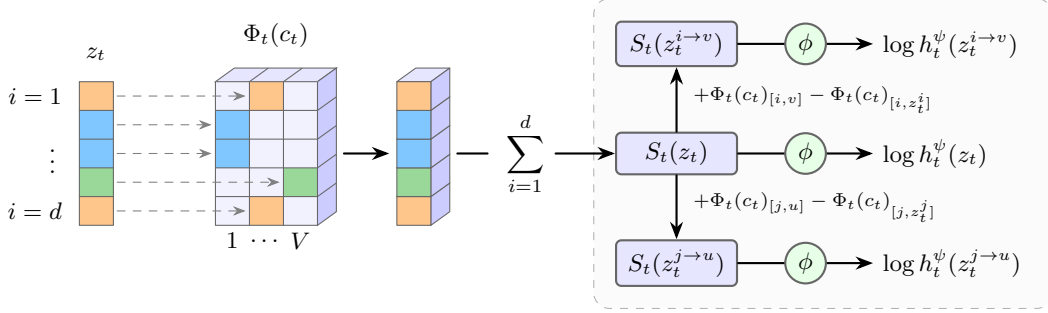 z_t
Φ_t(c_t)
i = 1
⋮
i = d
1 ⋯ V
\sum_{i=1}^{d}
S_t(z_t^{i→v})
ϕ
log h_t^ψ(z_t^{i→v})
+Φ_t(c_t)_{[i,v]} − Φ_t(c_t)_{[i,z_t^i]}
S_t(z_t)
ϕ
log h_t^ψ(z_t)
+Φ_t(c_t)_{[j,u]} − Φ_t(c_t)_{[j,z_t^j]}
S_t(z_t^{j→u})
ϕ
log h_t^ψ(z_t^{j→u})